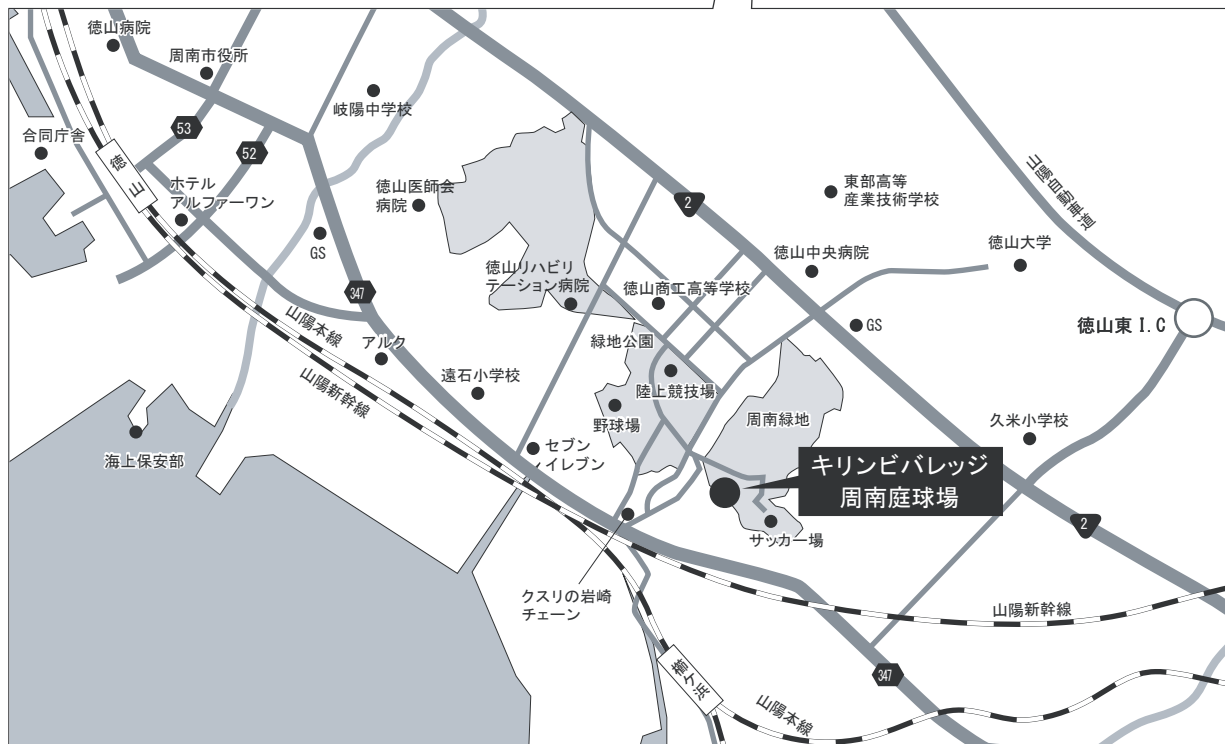 徳山病院
周南市役所
岐陽中学校
合同庁舎
53
52
徳山
ホテル
アルファーワン
徳山医師会
病院
GS
347
2
東部高等
産業技術学校
山陽自動車道
徳山大学
徳山中央病院
徳山リハビリ
テーション病院
徳山商工高等学校
GS
徳山東 I.C
山陽本線
アルク
緑地公園
山陽新幹線
遠石小学校
陸上競技場
野球場
周南緑地
久米小学校
海上保安部
セブン
イレブン
キリンビバレッジ
周南庭球場
2
サッカー場
クスリの岩崎
チェーン
山陽新幹線
櫛ケ浜
347
山陽本線